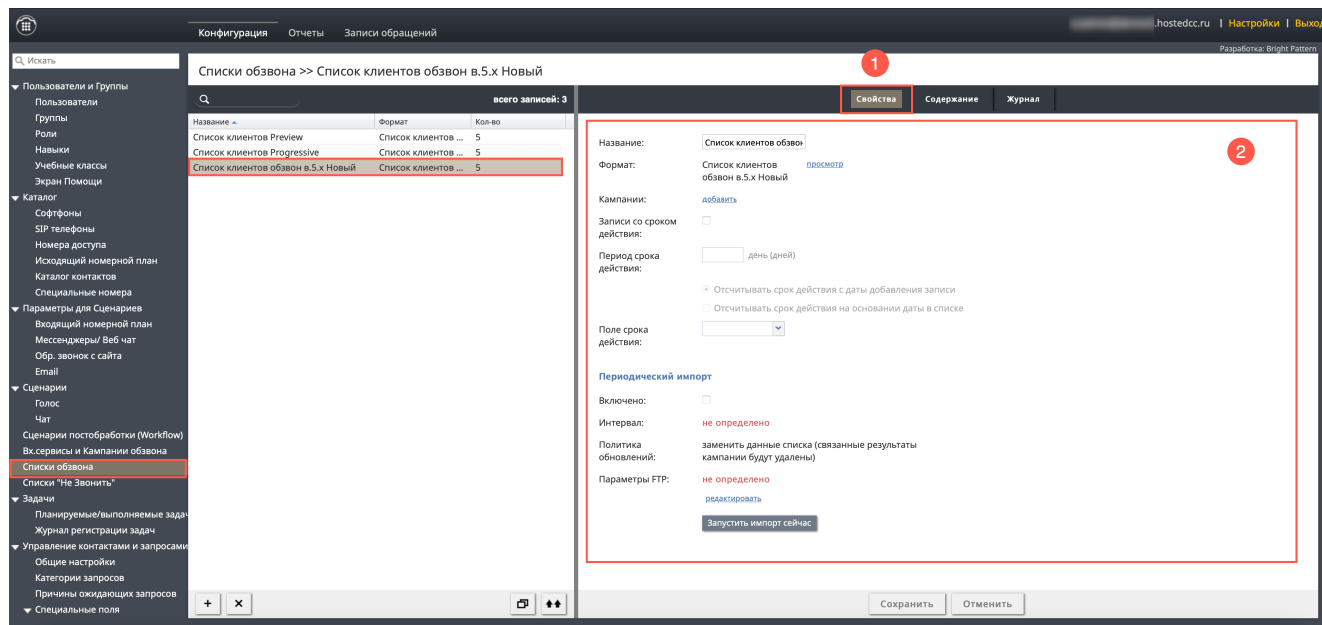 .hostedcc.ru | Настройки | Выход
Конфигурация Отчеты Записи обращений
Разработка: Bright Pattern
Искать
Пользователи и Группы
Пользователи
Группы
Роли
Навыки
Учебные классы
Экран Помощи
Каталог
Софтфоны
SIP телефоны
Номера доступа
Исходящий номерной план
Каталог контактов
Специальные номера
Параметры для Сценариев
Входящий номерной план
Мессенджеры/ Веб чат
Обр. звонок с сайта
Email
Сценарии
Голос
Чат
Сценарии постобработки (Workflow)
Вх.сервисы и Кампании обзвона
Списки обзвона
Списки "Не Звонить"
Задачи
Планируемые/выполняемые зада
Журнал регистрации задач
Управление контактами и запросами
Общие настройки
Категории запросов
Причины ожидающих запросов
Специальные поля
Списки обзвона >> Список клиентов обзвон в.5.x Новый
всего записей: 3
Название Формат Кол-во
Список клиентов Preview Список клиентов ... 5
Список клиентов Progressive Список клиентов ... 5
Список клиентов обзвон в.5.x Новый Список клиентов ... 5
1
Свойства Содержание Журнал
2
Название: Список клиентов обзвон
Формат: Список клиентов просмотр
обзвон в.5.x Новый
Кампании: добавить
Записи со сроком
действия:
Период срока день (дней)
действия:
Отсчитывать срок действия с даты добавления записи
Отсчитывать срок действия на основании даты в списке
Поле срока
действия:
Периодический импорт
Включено:
Интервал: не определено
Политика заменить данные списка (связанные результаты
обновлений: кампании будут удалены)
Параметры FTP: не определено
редактировать
Запустить импорт сейчас
Сохранить Отменить